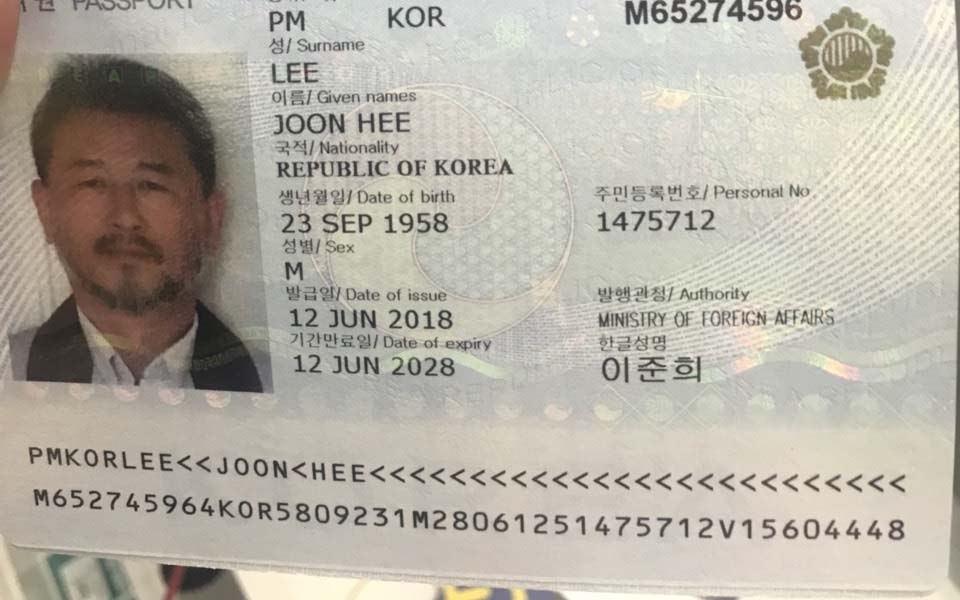 PASSPORT
PM KOR M65274596
성/ Surname
LEE
이름/ Given names
JOON HEE
국적/ Nationality
REPUBLIC OF KOREA
생년월일/ Date of birth
23 SEP 1958
주민등록번호/ Personal No
1475712
성별/ Sex
M
발급일/ Date of issue
12 JUN 2018
발행관청/ Authority
MINISTRY OF FOREIGN AFFAIRS
기간만료일/ Date of expiry
12 JUN 2028
한글성명
이준희
PMKORLEE<<JOON<HEE<<<<<<<<<<<<<<<<<<<<<<<<<<
M652745964KOR5809231M28061251475712V15604448